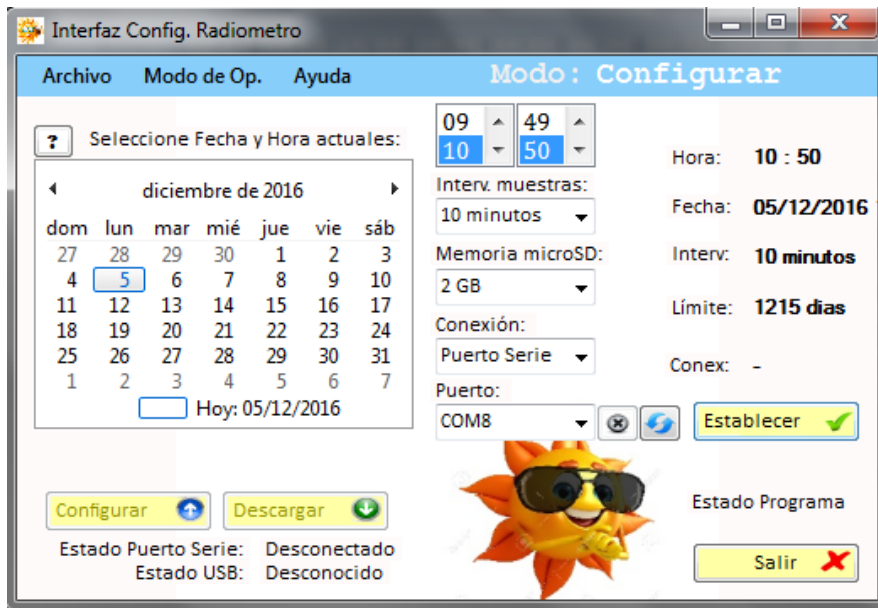 Interfaz Config. Radiometro
Archivo Modo de Op. Ayuda Modo: Configurar
? Seleccione Fecha y Hora actuales:
09 49
10 50
diciembre de 2016
dom lun mar mié jue vie sáb
27 28 29 30 1 2 3
4 5 6 7 8 9 10
11 12 13 14 15 16 17
18 19 20 21 22 23 24
25 26 27 28 29 30 31
1 2 3 4 5 6 7
Hoy: 05/12/2016
Interv. muestras:
10 minutos
Memoria microSD:
2 GB
Conexión:
Puerto Serie
Puerto:
COM8
Hora: 10 : 50
Fecha: 05/12/2016
Interv: 10 minutos
Límite: 1215 dias
Conex: -
Establecer
Configurar Descargar
Estado Puerto Serie: Desconectado
Estado USB: Desconocido
Estado Programa
Salir